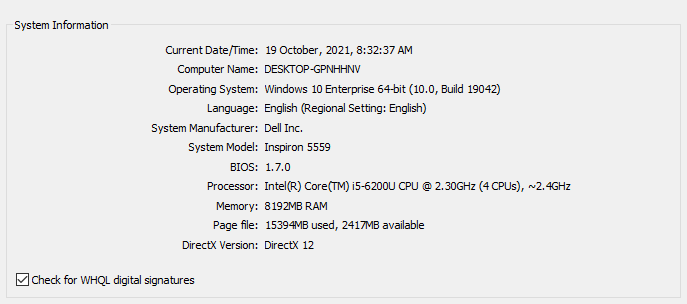 System Information
Current Date/Time: 19 October, 2021, 8:32:37 AM
Computer Name: DESKTOP-GPNHHNV
Operating System: Windows 10 Enterprise 64-bit (10.0, Build 19042)
Language: English (Regional Setting: English)
System Manufacturer: Dell Inc.
System Model: Inspiron 5559
BIOS: 1.7.0
Processor: Intel(R) Core(TM) i5-6200U CPU @ 2.30GHz (4 CPUs), ~2.4GHz
Memory: 8192MB RAM
Page file: 15394MB used, 2417MB available
DirectX Version: DirectX 12
Check for WHQL digital signatures